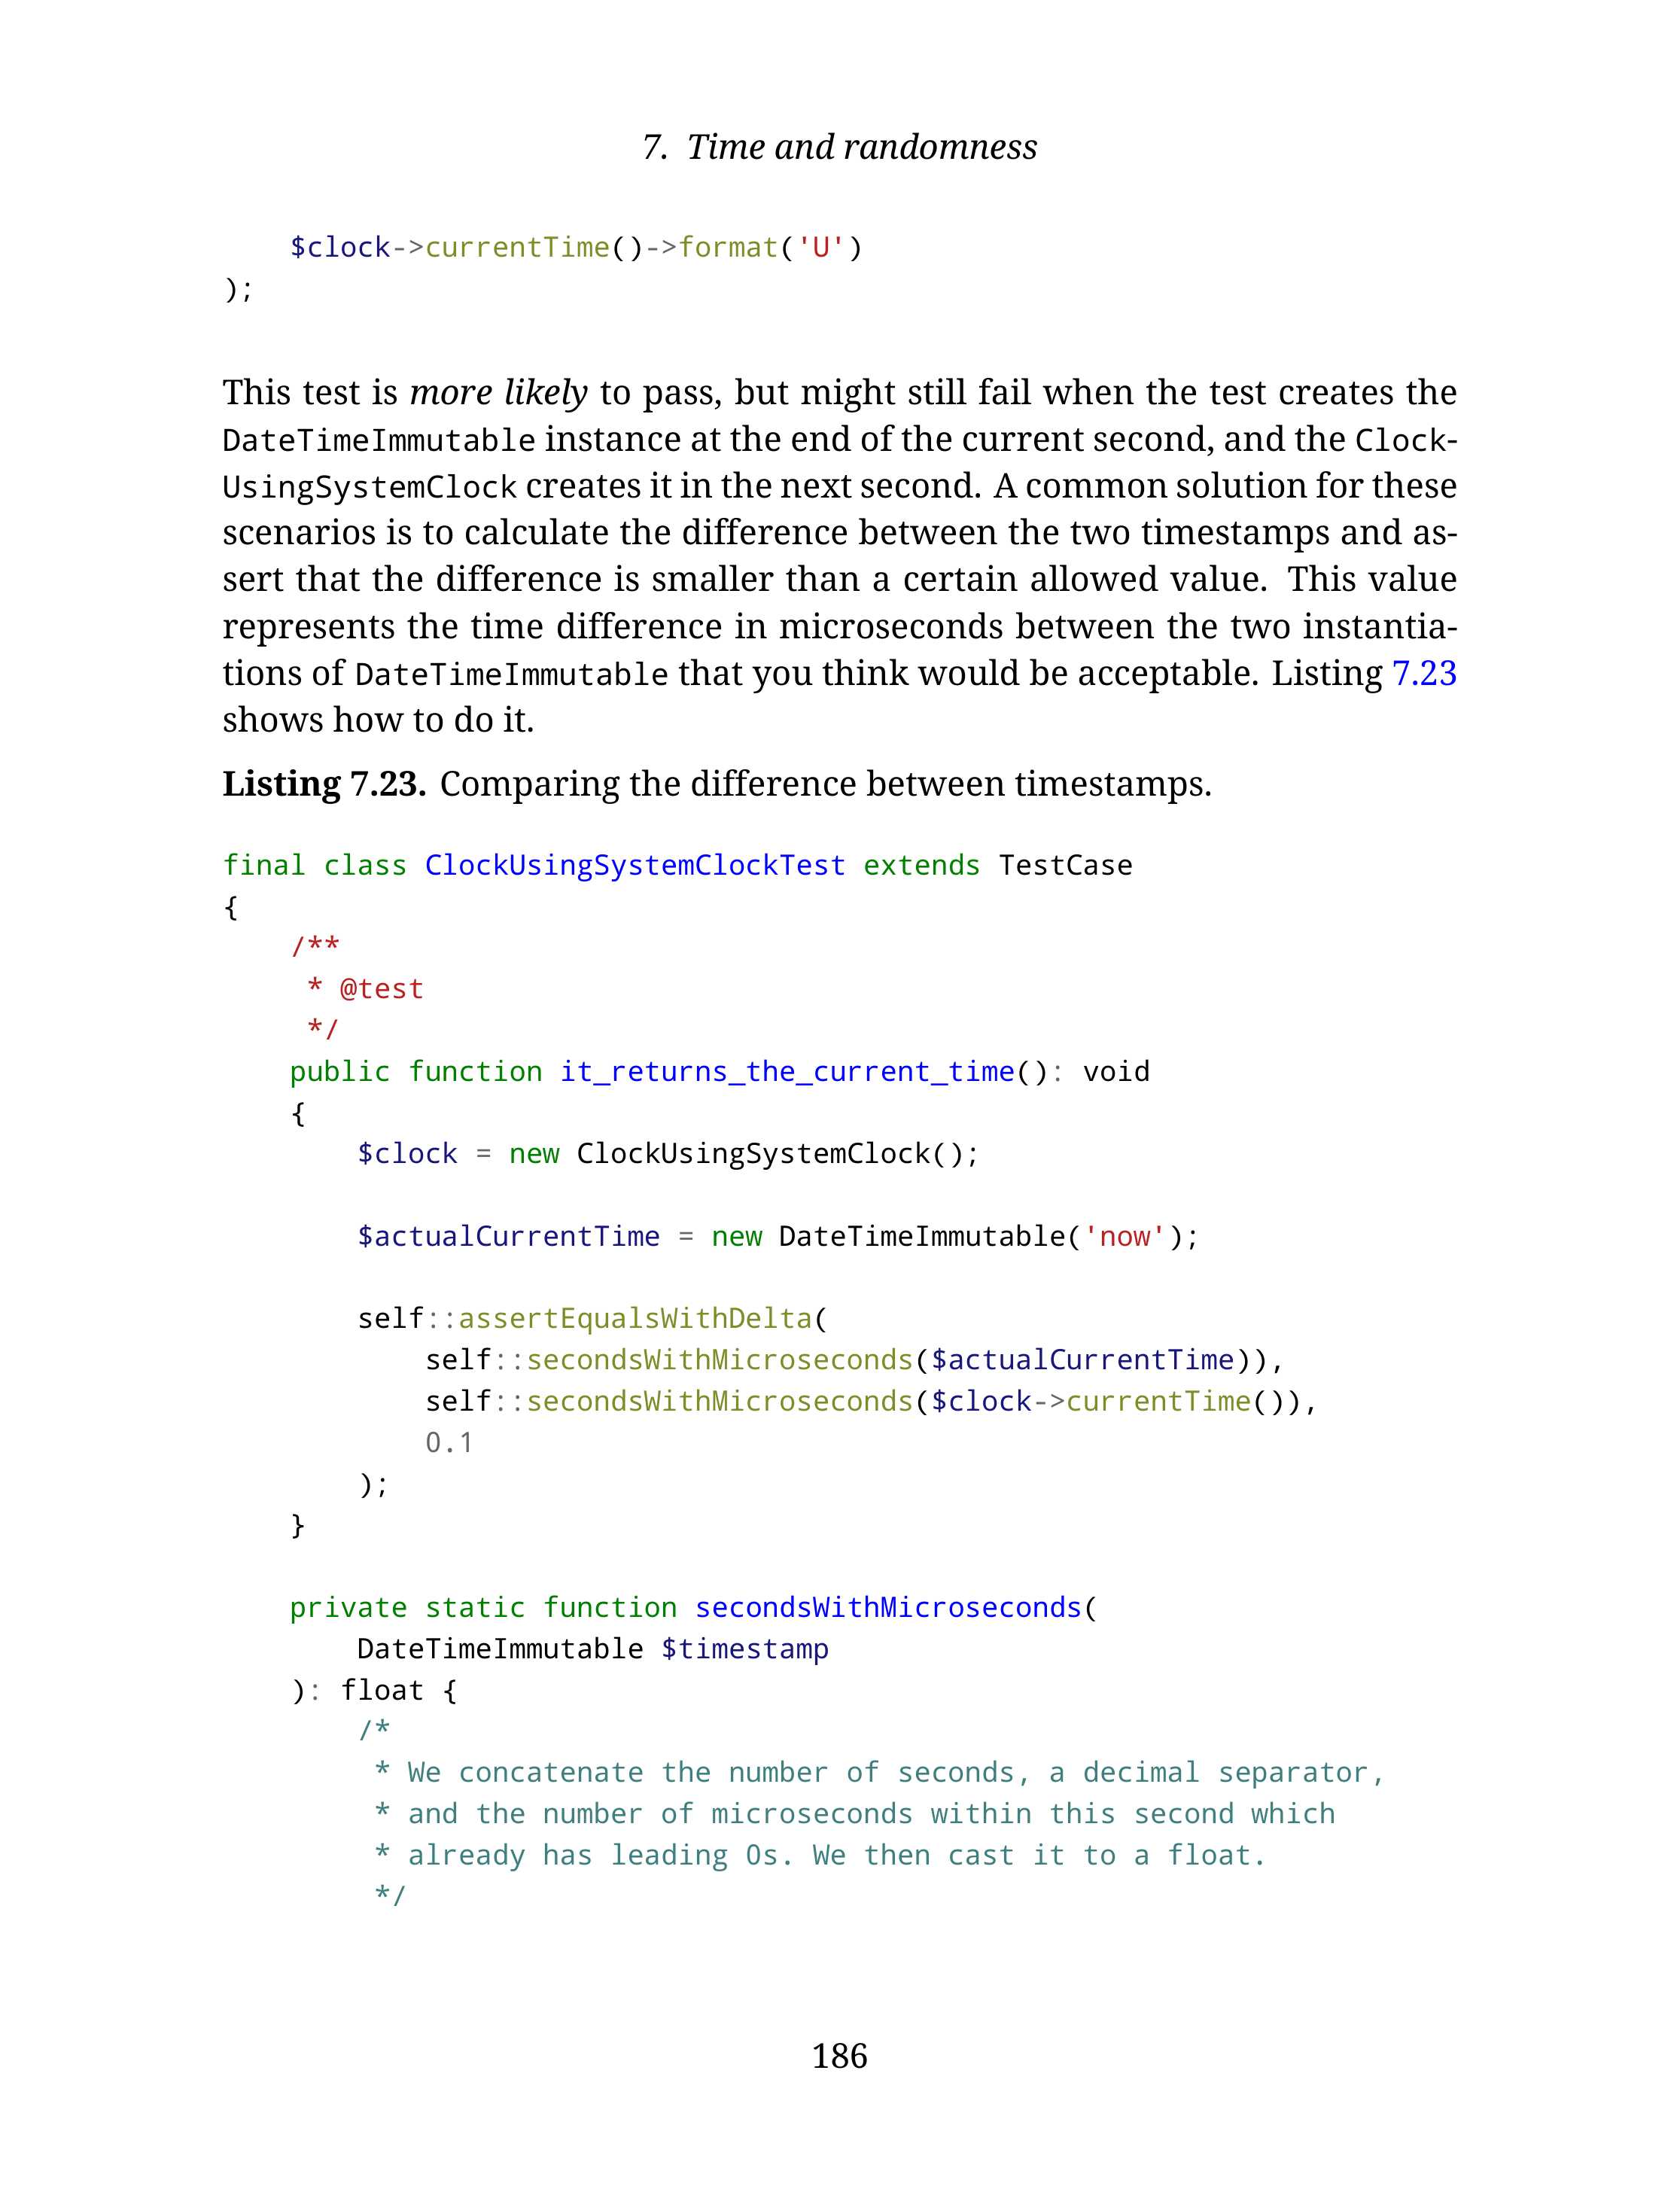 7. Time and randomness
    $clock->currentTime()->format('U')
);
This test is more likely to pass, but might still fail when the test creates the
DateTimeImmutable instance at the end of the current second, and the Clock-
UsingSystemClock creates it in the next second. A common solution for these
scenarios is to calculate the difference between the two timestamps and as-
sert that the difference is smaller than a certain allowed value. This value
represents the time difference in microseconds between the two instantia-
tions of DateTimeImmutable that you think would be acceptable. Listing 7.23
shows how to do it.
Listing 7.23. Comparing the difference between timestamps.
final class ClockUsingSystemClockTest extends TestCase
{
    /**
     * @test
     */
    public function it_returns_the_current_time(): void
    {
        $clock = new ClockUsingSystemClock();
        $actualCurrentTime = new DateTimeImmutable('now');
        self::assertEqualsWithDelta(
            self::secondsWithMicroseconds($actualCurrentTime)),
            self::secondsWithMicroseconds($clock->currentTime()),
            0.1
        );
    }
    private static function secondsWithMicroseconds(
        DateTimeImmutable $timestamp
    ): float {
        /*
         * We concatenate the number of seconds, a decimal separator,
         * and the number of microseconds within this second which
         * already has leading 0s. We then cast it to a float.
         */
186